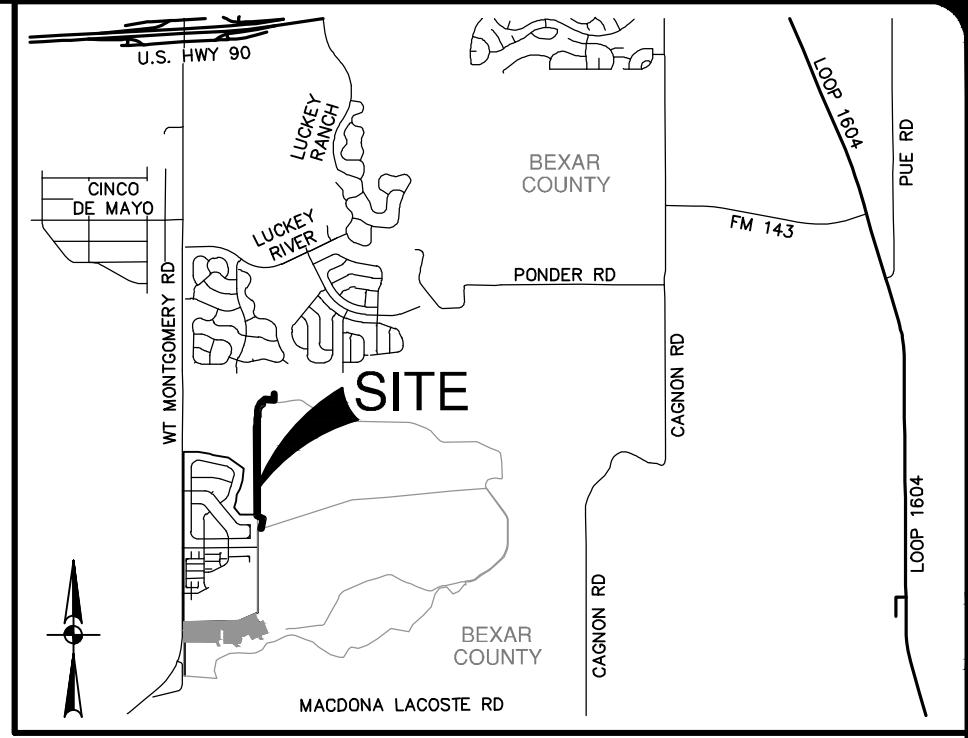 U.S. HWY 90
LUCKEY
RANCH
LOOP 1604
PUE RD
BEXAR
COUNTY
CINCO
DE MAYO
LUCKEY
RIVER
FM 143
PONDER RD
WT MONTGOMERY RD
CAGNON RD
SITE
LOOP 1604
CAGNON RD
BEXAR
COUNTY
MACDONA LACOSTE RD